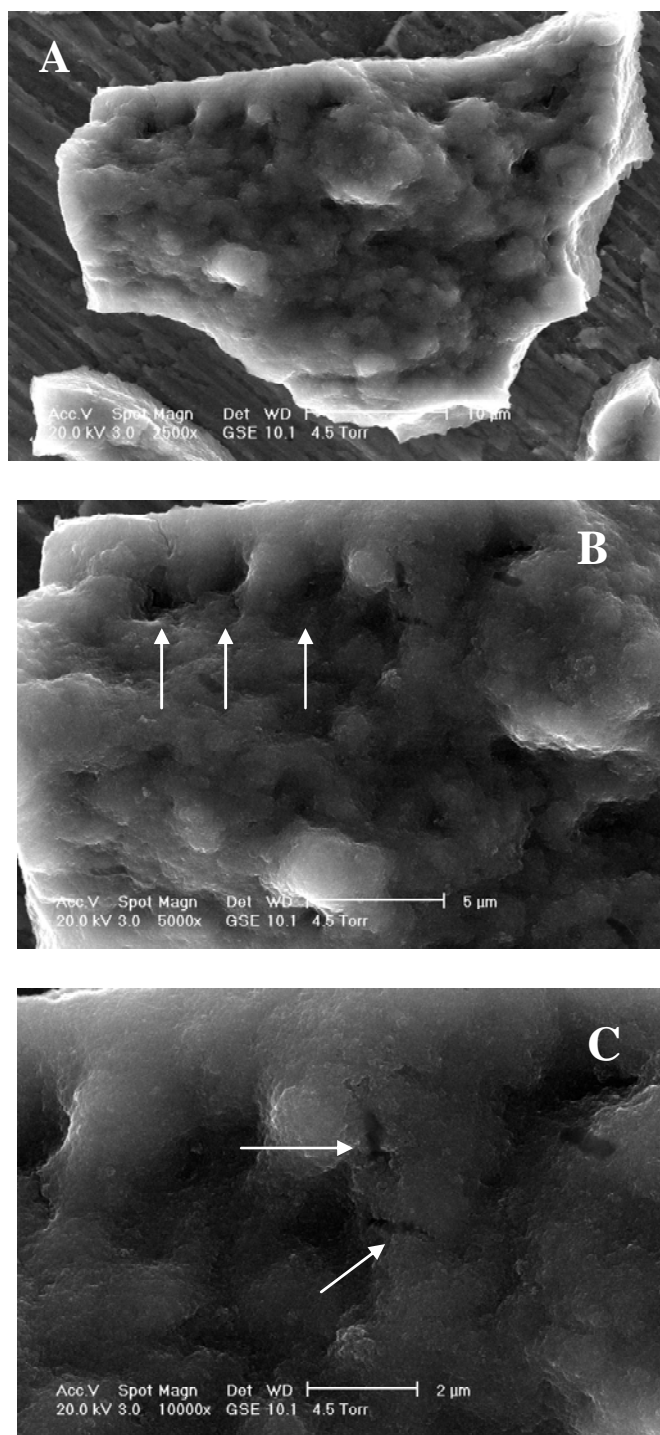 A
Acc.V Spot Magn Det WD 10 µm
20.0 kV 3.0 2500x GSE 10.1 4.5 Torr
B
Acc.V Spot Magn Det WD 5 µm
20.0 kV 3.0 5000x GSE 10.1 4.5 Torr
C
Acc.V Spot Magn Det WD 2 µm
20.0 kV 3.0 10000x GSE 10.1 4.5 Torr